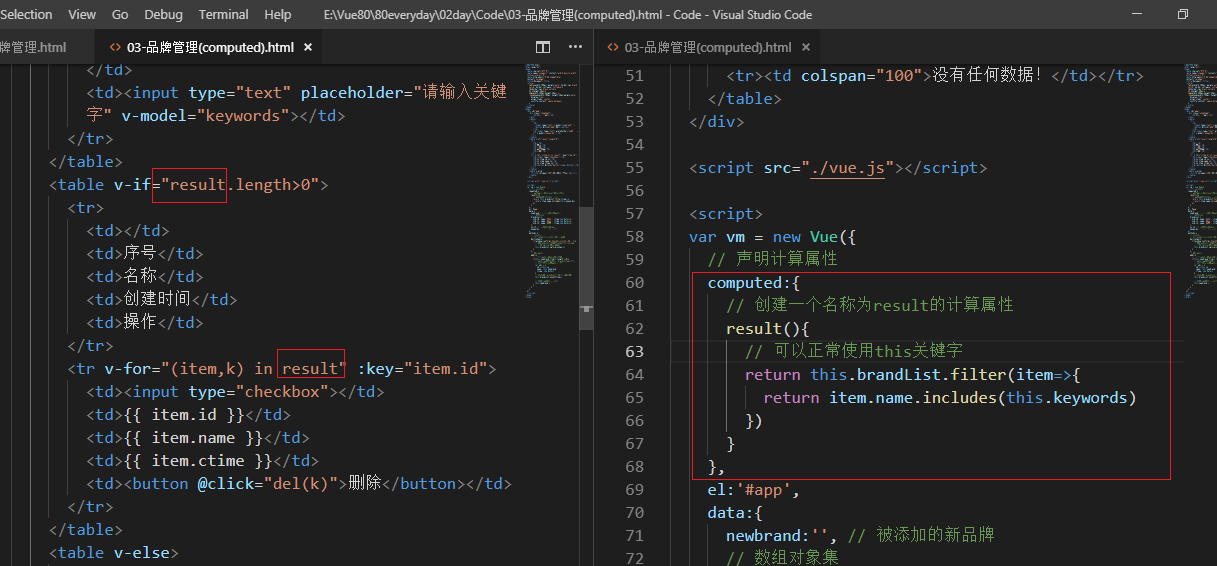 Selection View Go Debug Terminal Help E:\Vue80\80everyday\02day\Code\03-品牌管理(computed).html - Code - Visual Studio Code
牌管理.html <> 03-品牌管理(computed).html ×
</td>
<td><input type="text" placeholder="请输入关键
字" v-model="keywords"></td>
</tr>
</table>
<table v-if="result.length>0">
<tr>
<td></td>
<td>序号</td>
<td>名称</td>
<td>创建时间</td>
<td>操作</td>
</tr>
<tr v-for="(item,k) in result" :key="item.id">
<td><input type="checkbox"></td>
<td>{{ item.id }}</td>
<td>{{ item.name }}</td>
<td>{{ item.ctime }}</td>
<td><button @click="del(k)">删除</button></td>
</tr>
</table>
<table v-else>
<> 03-品牌管理(computed).html ×
51 <tr><td colspan="100">没有任何数据！</td></tr>
52 </table>
53 </div>
54
55 <script src="./vue.js"></script>
56
57 <script>
58 var vm = new Vue({
59 // 声明计算属性
60 computed:{
61 // 创建一个名称为result的计算属性
62 result(){
63 // 可以正常使用this关键字
64 return this.brandList.filter(item=>{
65 return item.name.includes(this.keywords)
66 })
67 }
68 },
69 el:'#app',
70 data:{
71 newbrand:'', // 被添加的新品牌
72 // 数组对象集